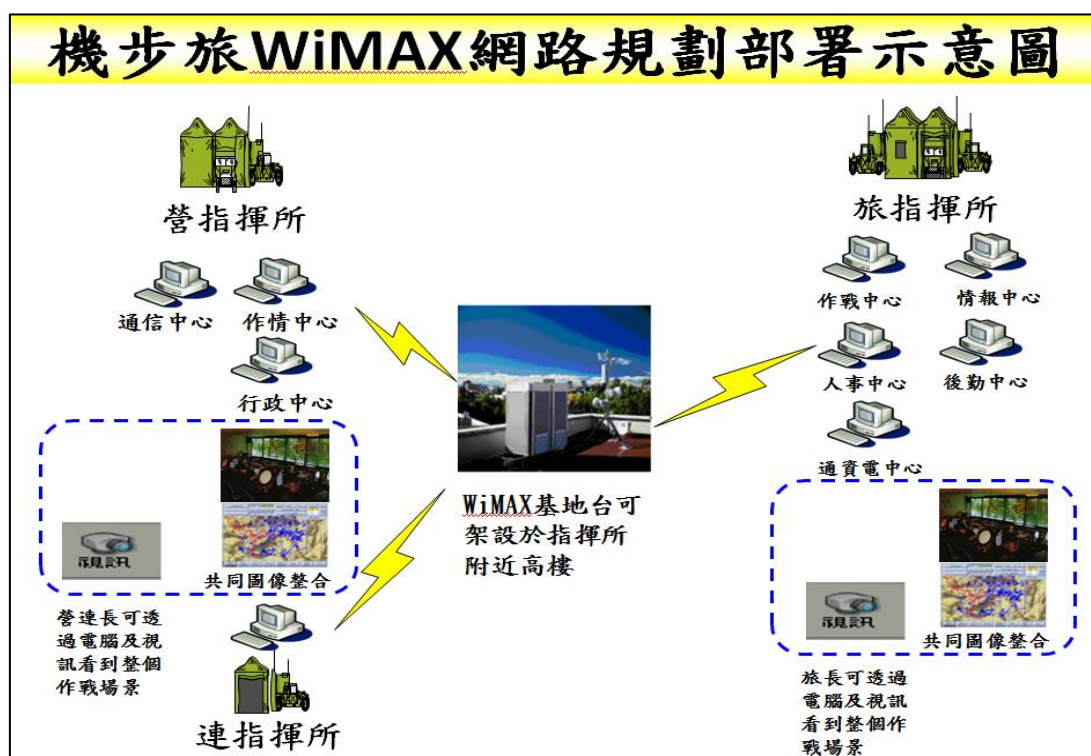 機步旅WiMAX網路規劃部署示意圖
營指揮所
通信中心
作情中心
行政中心
視訊
共同圖像整合
營連長可透
過電腦及視
訊看到整個
作戰場景
連指揮所
WiMAX基地台可
架設於指揮所
附近高樓
旅指揮所
作戰中心
情報中心
人事中心
後勤中心
通資電中心
視訊
共同圖像整合
旅長可透過
電腦及視訊
看到整個作
戰場景